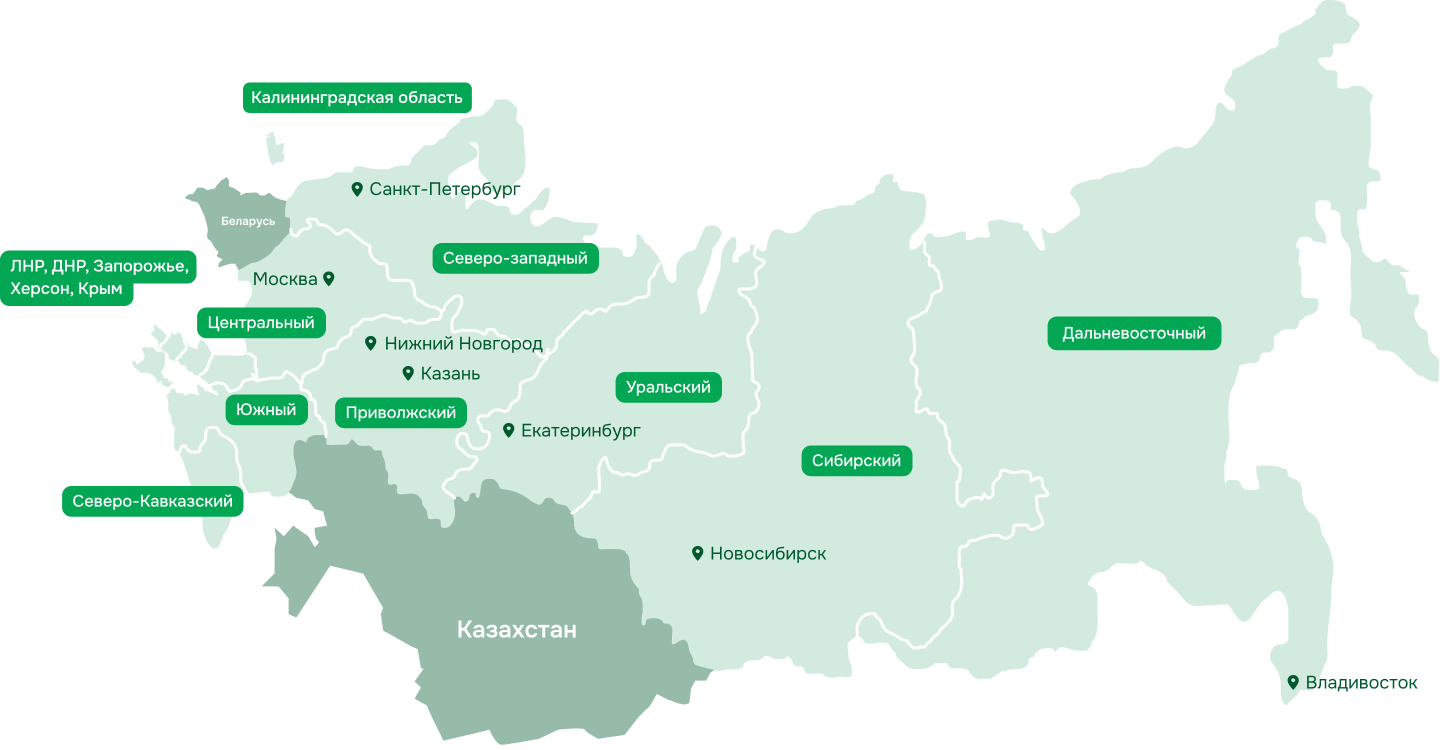 Калининградская область
Санкт-Петербург
Беларусь
Северо-западный
ЛНР, ДНР, Запорожье,
Херсон, Крым
Москва
Центральный
Дальневосточный
Нижний Новгород
Казань
Уральский
Южный
Приволжский
Екатеринбург
Сибирский
Северо-Кавказский
Новосибирск
Казахстан
Владивосток